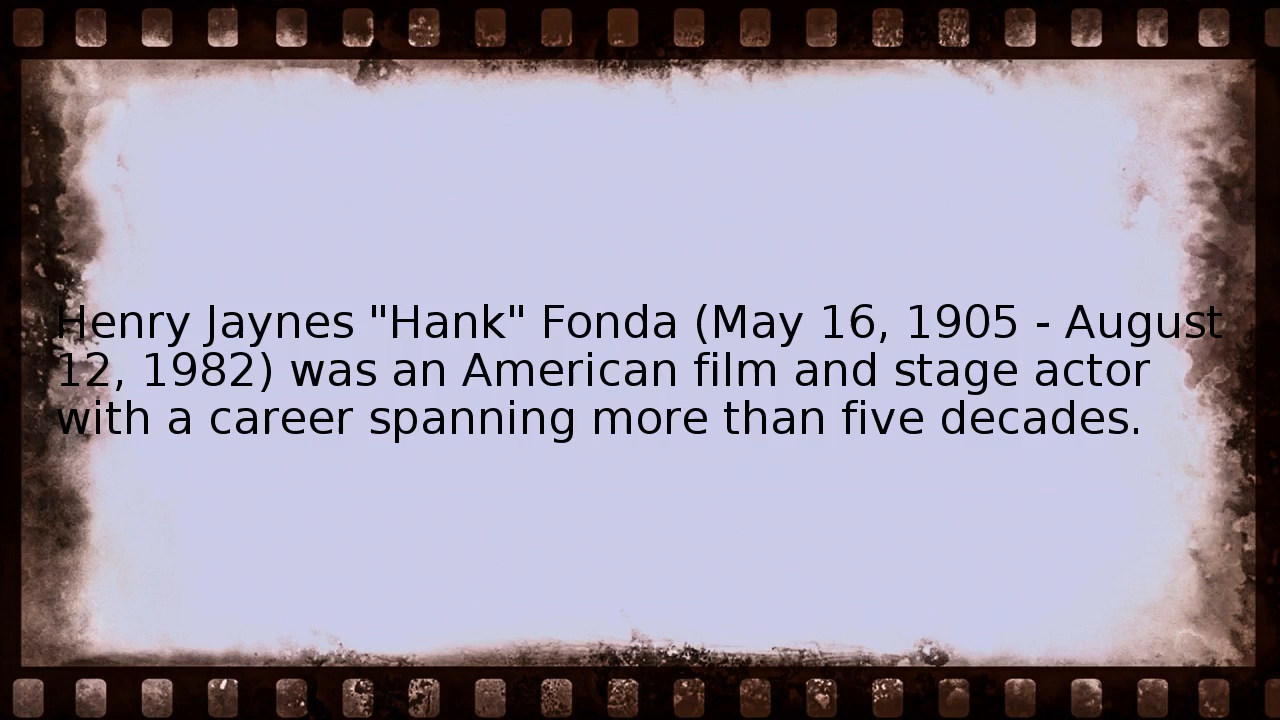 Henry Jaynes "Hank" Fonda (May 16, 1905 - August
12, 1982) was an American film and stage actor
with a career spanning more than five decades.